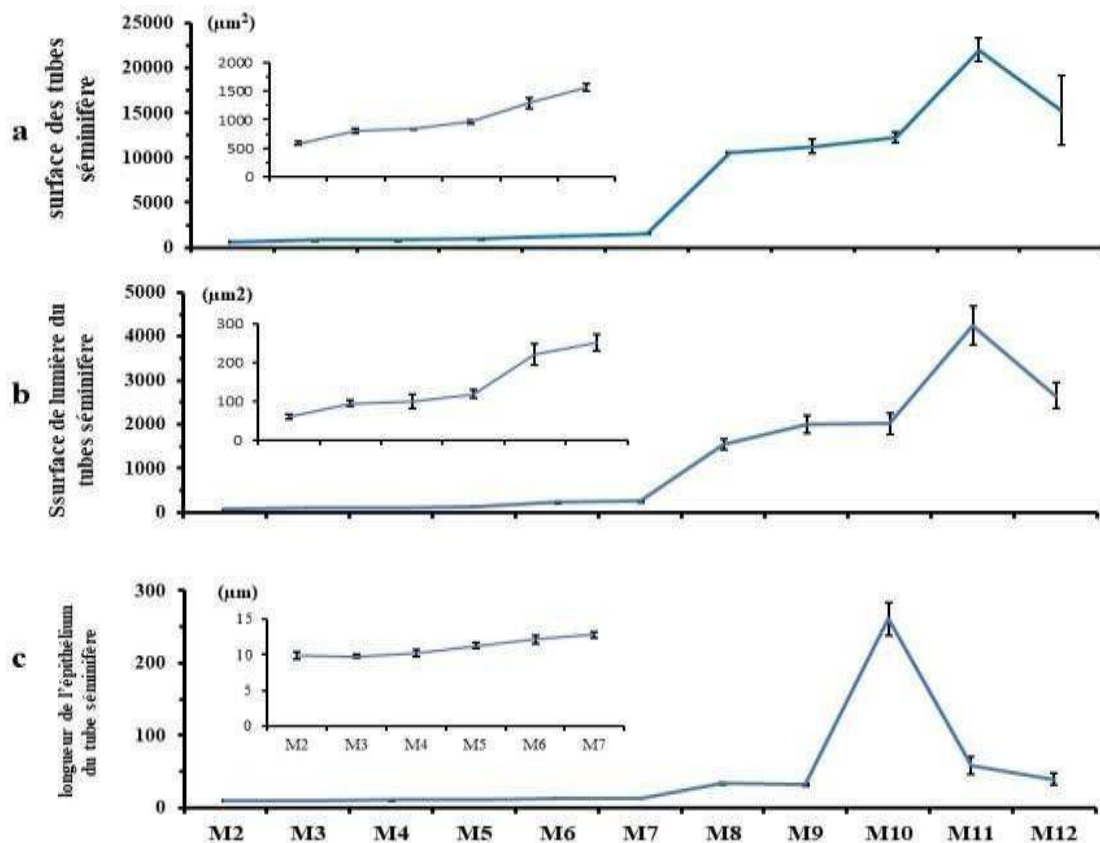 a
surface des tubes
séminifère
25000
20000
15000
10000
5000
0
(µm²)
2000
1500
1000
500
0
b
Ssurface de lumière du
tubes séminifère
5000
4000
3000
2000
1000
0
(µm2)
300
200
100
0
c
longueur de l'épithélium
du tube séminifère
300
200
100
0
(µm)
15
10
5
0
M2 M3 M4 M5 M6 M7
M2 M3 M4 M5 M6 M7 M8 M9 M10 M11 M12